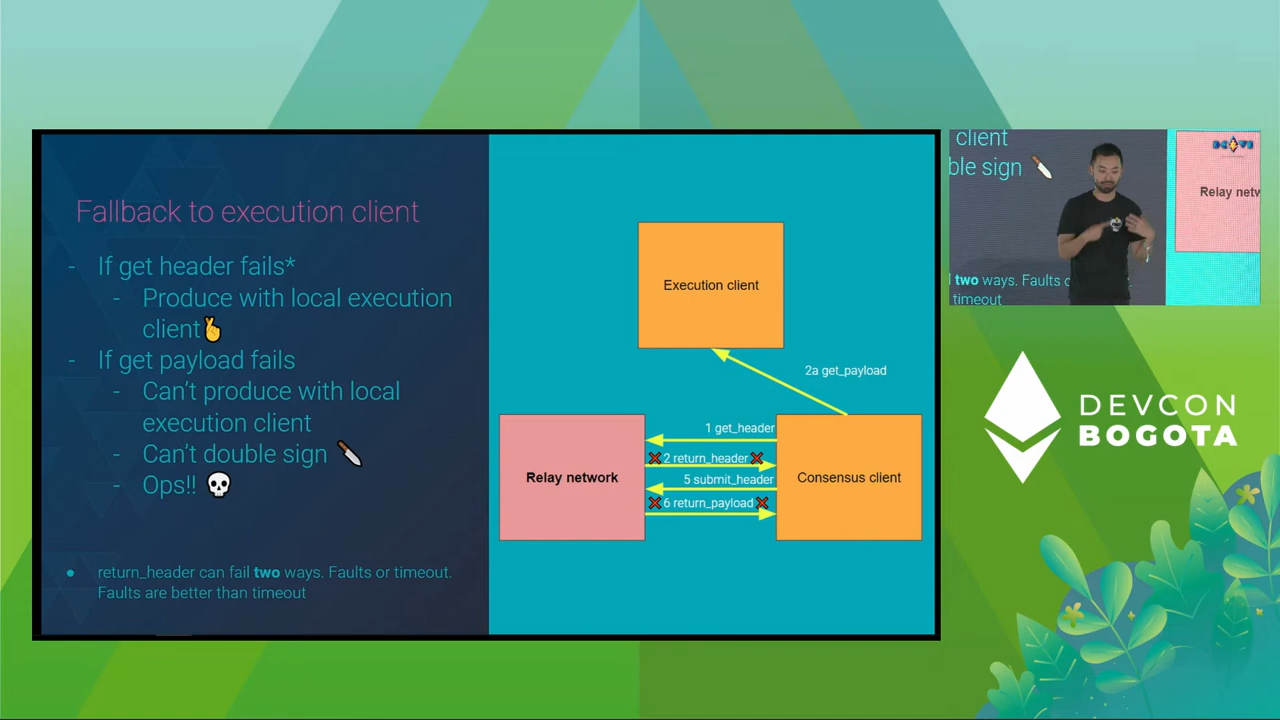 Fallback to execution client
- If get header fails*
- Produce with local execution
client🤞
- If get payload fails
- Can't produce with local
execution client
- Can't double sign 🔪
- Ops!! 💀
● return_header can fail two ways. Faults or timeout.
Faults are better than timeout
Execution client
2a get_payload
1 get_header
❌ 2 return_header ❌
5 submit_header
❌ 6 return_payload ❌
Relay network
Consensus client
client
ble sign 🔪
Relay netw
two ways. Faults
timeout
DEVCON
BOGOTA